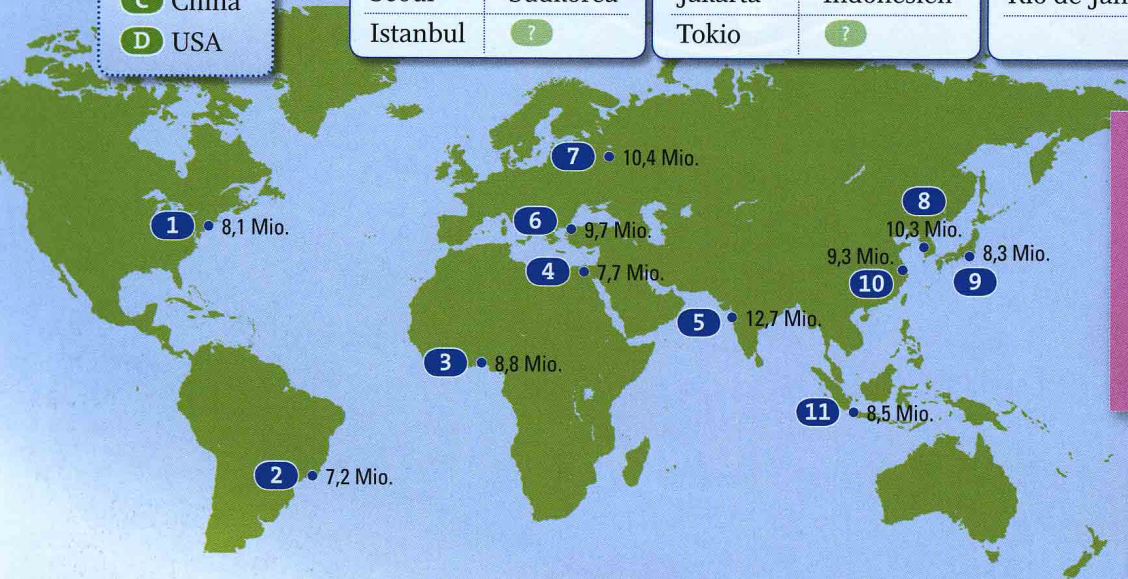 C China
D USA
Seoul Südkorea
Istanbul ?
Jakarta Indonesien
Tokio ?
Rio de Jan
7 10,4 Mio.
8
1 8,1 Mio.
6 9,7 Mio.
10,3 Mio.
9,3 Mio.
8,3 Mio.
4 7,7 Mio.
10
9
5 12,7 Mio.
3 8,8 Mio.
11 8,5 Mio.
2 7,2 Mio.